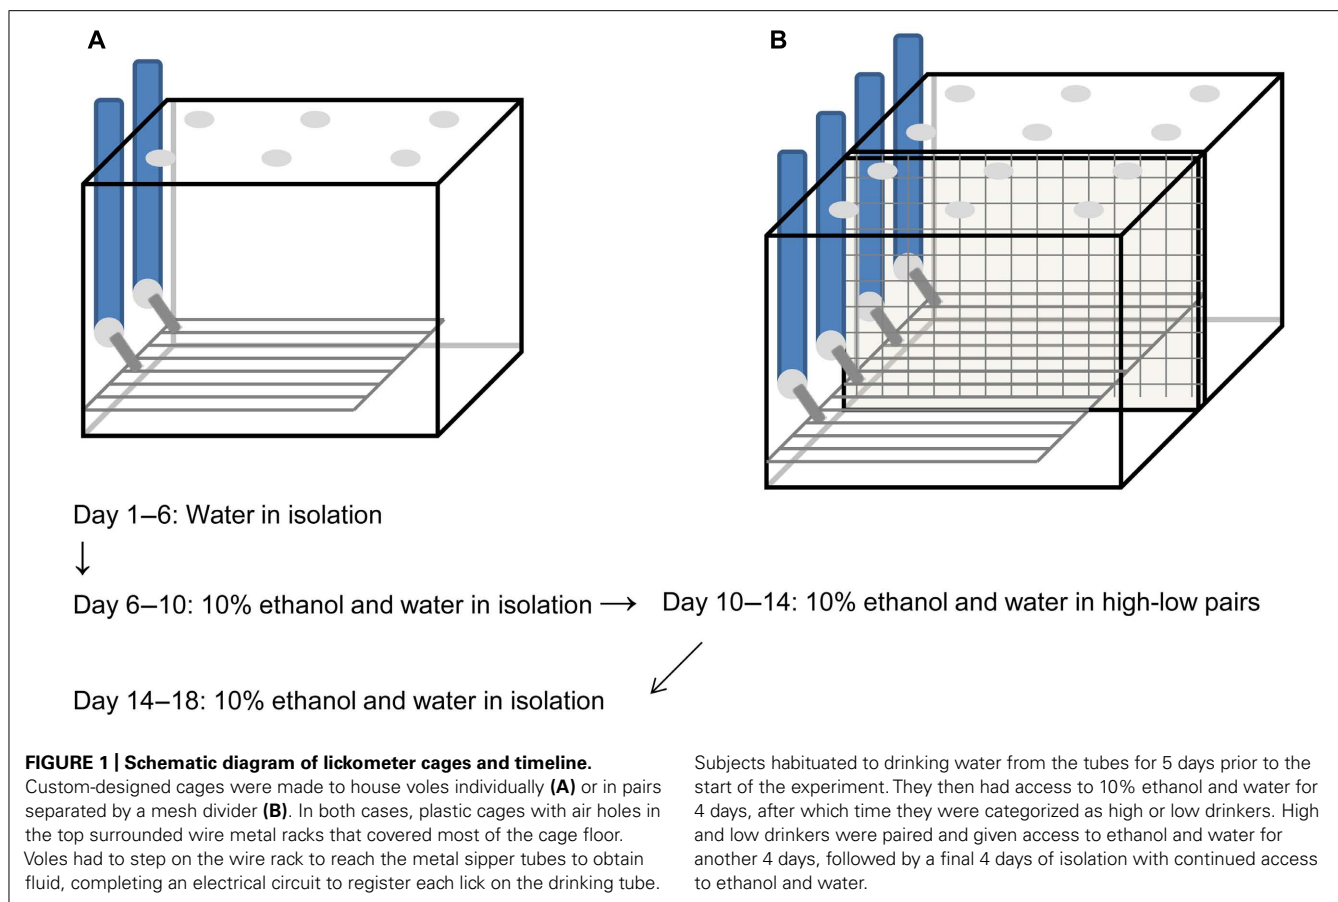 A
B
Day 1–6: Water in isolation
↓
Day 6–10: 10% ethanol and water in isolation → Day 10–14: 10% ethanol and water in high-low pairs
Day 14–18: 10% ethanol and water in isolation
FIGURE 1 | Schematic diagram of lickometer cages and timeline.
Custom-designed cages were made to house voles individually (A) or in pairs
separated by a mesh divider (B). In both cases, plastic cages with air holes in
the top surrounded wire metal racks that covered most of the cage floor.
Voles had to step on the wire rack to reach the metal sipper tubes to obtain
fluid, completing an electrical circuit to register each lick on the drinking tube.
Subjects habituated to drinking water from the tubes for 5 days prior to the
start of the experiment. They then had access to 10% ethanol and water for
4 days, after which time they were categorized as high or low drinkers. High
and low drinkers were paired and given access to ethanol and water for
another 4 days, followed by a final 4 days of isolation with continued access
to ethanol and water.